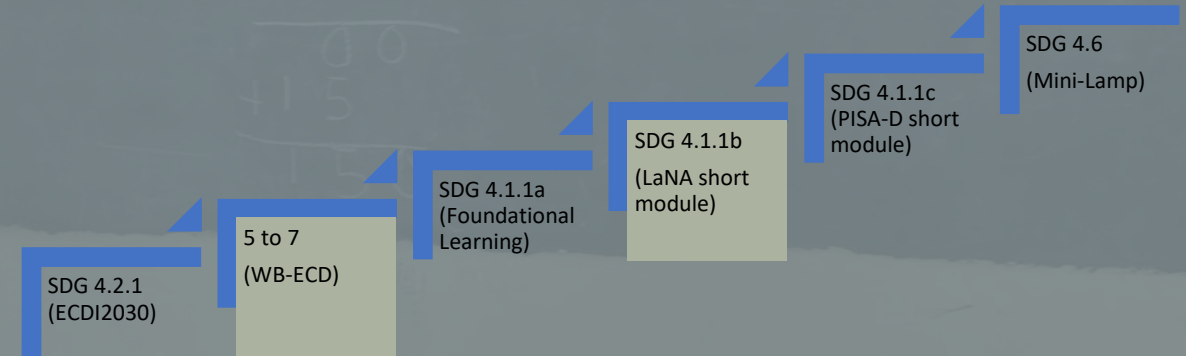 SDG 4.2.1
(ECDI2030)
5 to 7
(WB-ECD)
SDG 4.1.1a
(Foundational
Learning)
SDG 4.1.1b
(LaNA short
module)
SDG 4.1.1c
(PISA-D short
module)
SDG 4.6
(Mini-Lamp)